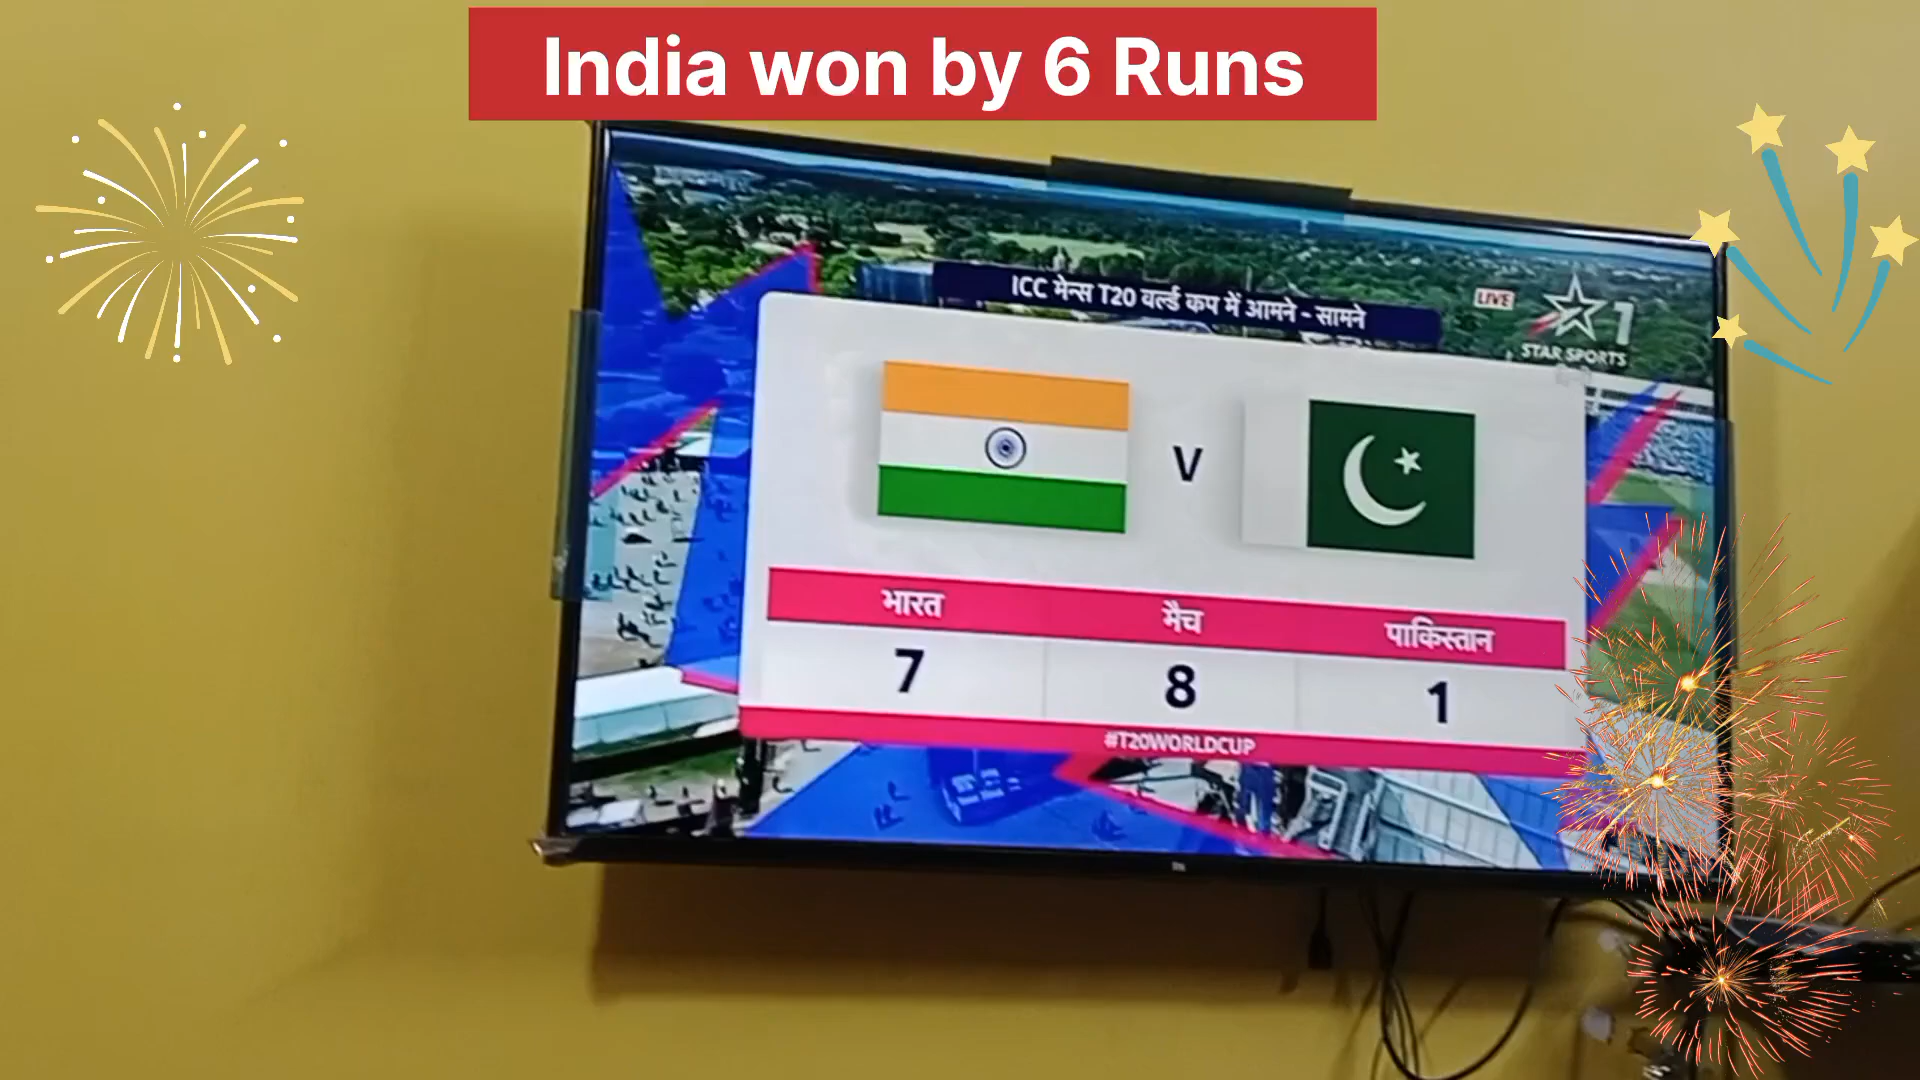 India won by 6 Runs
ICC मेन्स T20 वर्ल्ड कप में आमने - सामने
LIVE
1
STAR SPORTS
V
भारत मैच पाकिस्तान
7 8 1
#T20WORLDCUP